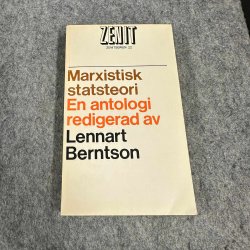 ZENIT
Marxistisk
statsteori
En antologi
redigerad av
Lennart
Berntson